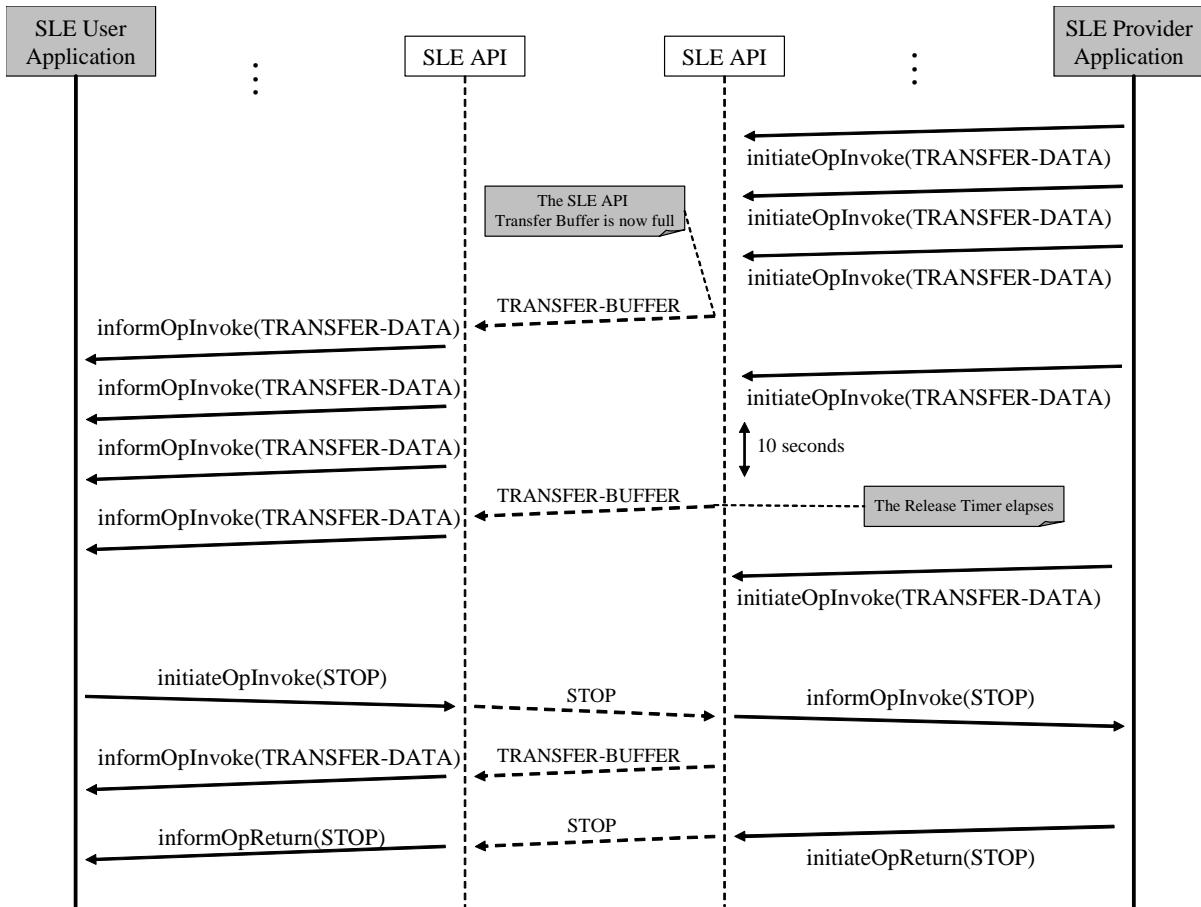 SLE User
Application
SLE API
SLE API
SLE Provider
Application
initiateOpInvoke(TRANSFER-DATA)
The SLE API
Transfer Buffer is now full
initiateOpInvoke(TRANSFER-DATA)
initiateOpInvoke(TRANSFER-DATA)
TRANSFER-BUFFER
informOpInvoke(TRANSFER-DATA)
informOpInvoke(TRANSFER-DATA)
initiateOpInvoke(TRANSFER-DATA)
informOpInvoke(TRANSFER-DATA)
10 seconds
TRANSFER-BUFFER
The Release Timer elapses
informOpInvoke(TRANSFER-DATA)
initiateOpInvoke(TRANSFER-DATA)
initiateOpInvoke(STOP)
STOP
informOpInvoke(STOP)
informOpInvoke(TRANSFER-DATA)
TRANSFER-BUFFER
informOpReturn(STOP)
STOP
initiateOpReturn(STOP)